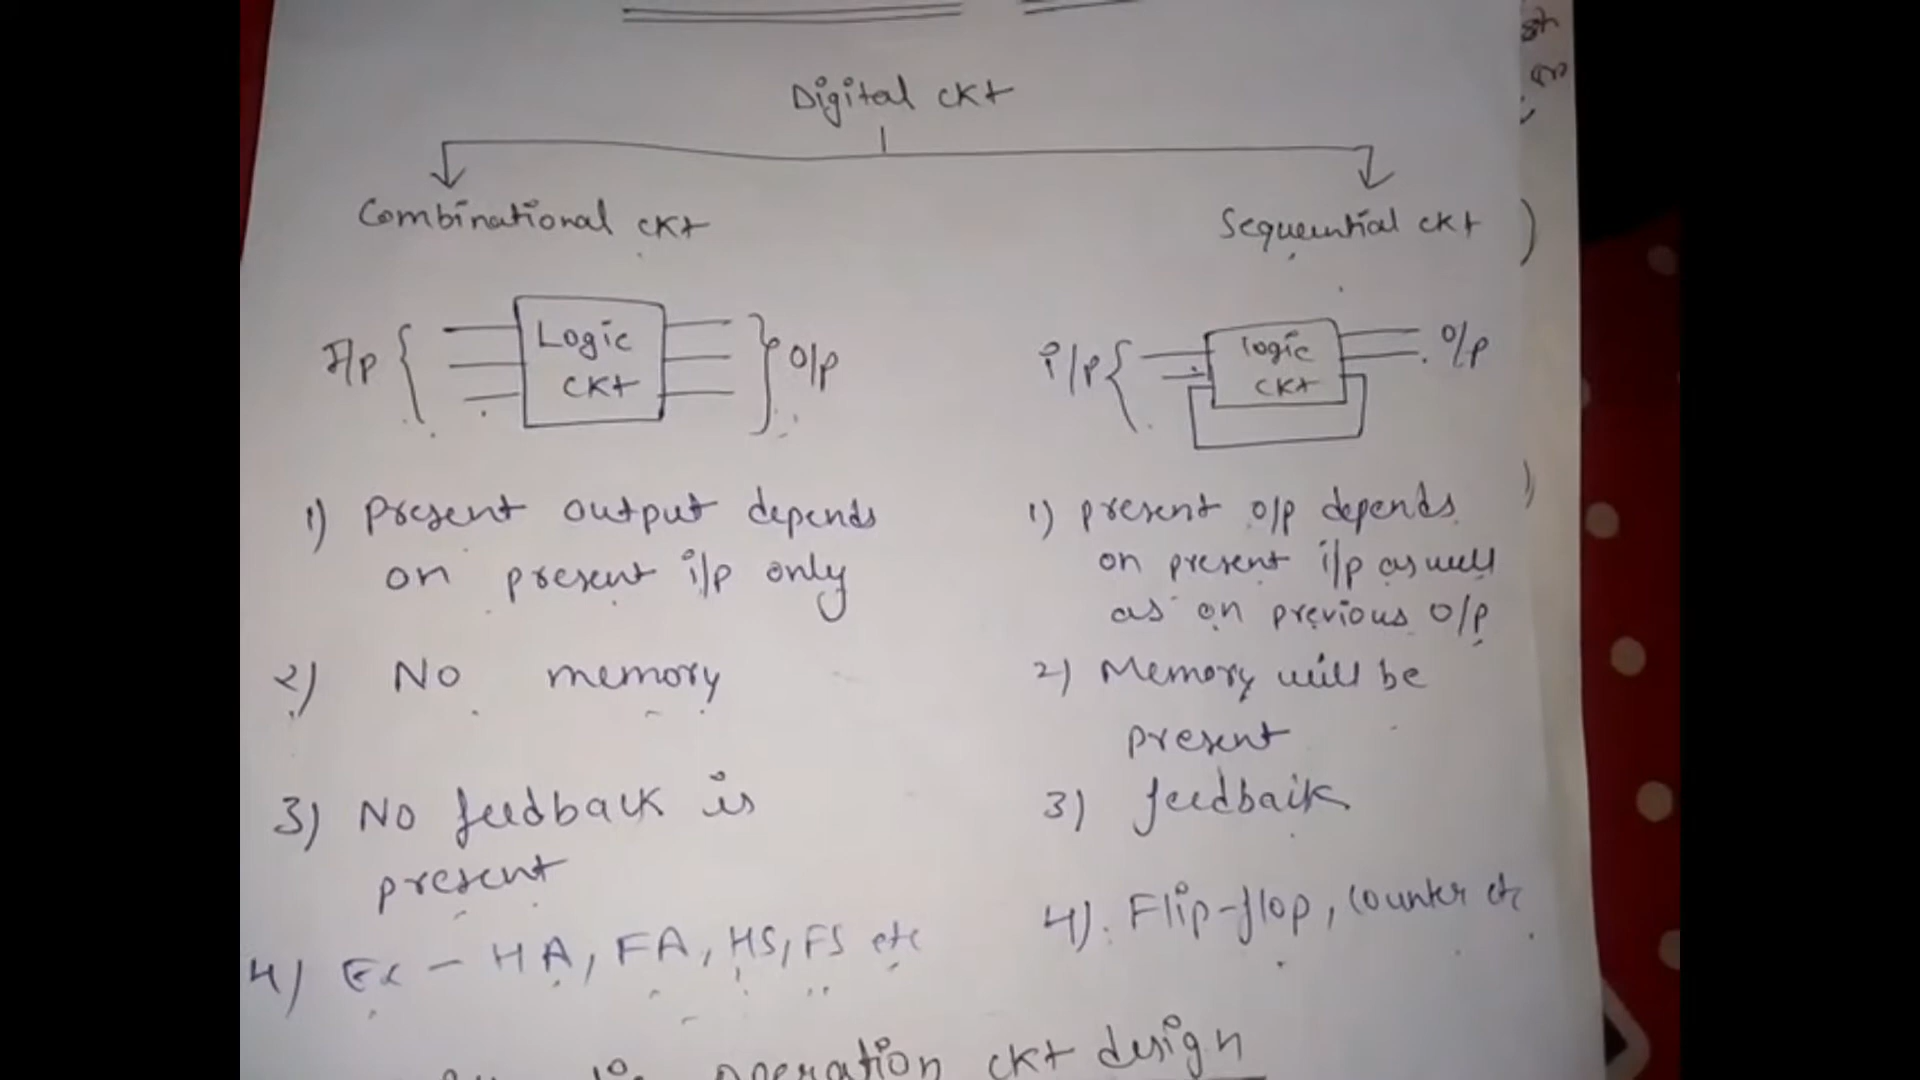 Digital ckt
Combinational ckt
Sequential ckt
I/p
Logic
ckt
O/p
i/p
logic
ckt
O/p
1) Present output depends
on present i/p only
2) No memory
3) No feedback is
present
4) Ex - HA, FA, HS, FS etc
1) present o/p depends
on present i/p as well
as on previous O/p
2) Memory will be
present
3) feedback
4). Flip-flop, counter etc
operation ckt design